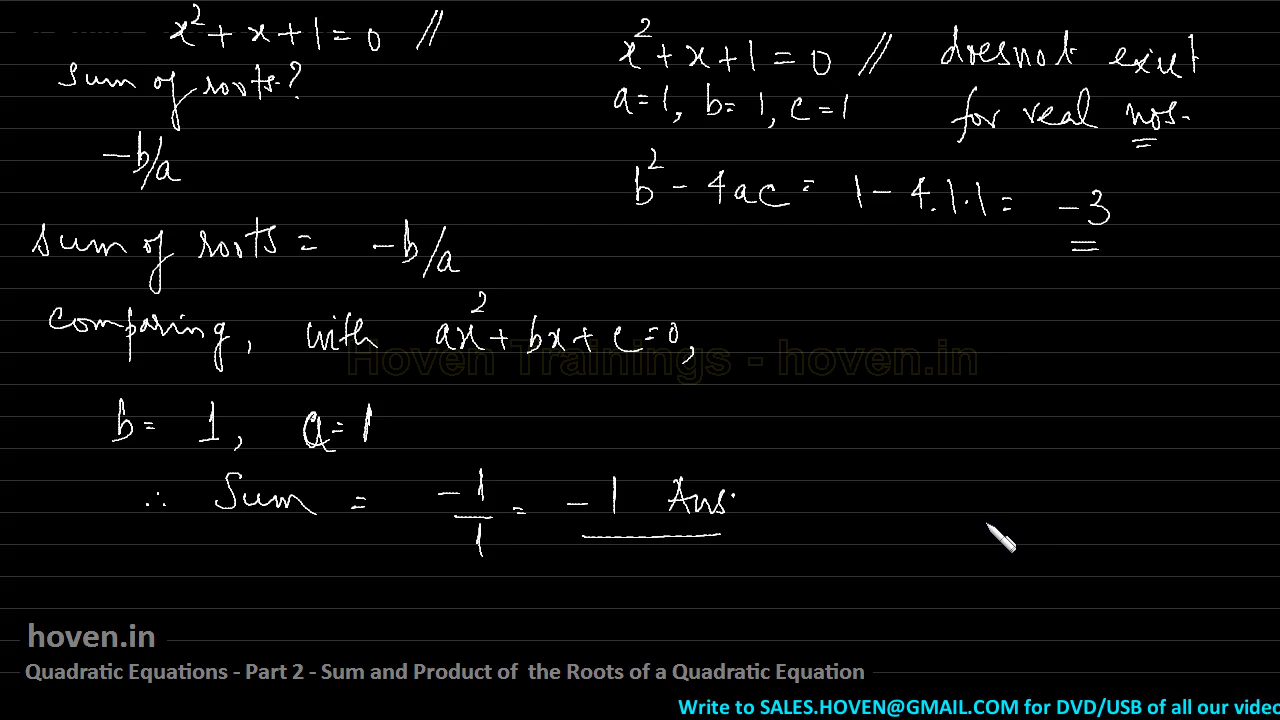 x² + x + 1 = 0 //
Sum of roots?
-b/a
sum of roots = -b/a
comparing, with ax² + bx + c = 0,
b = 1, a = 1
∴ Sum = -1/1 = -1 Ans.
x² + x + 1 = 0 // doesnot exist
a = 1, b = 1, c = 1 for real nos.
b² - 4ac = 1 - 4.1.1 = -3
Hoven Trainings - hoven.in
hoven.in
Quadratic Equations - Part 2 - Sum and Product of the Roots of a Quadratic Equation
Write to SALES.HOVEN@GMAIL.COM for DVD/USB of all our video